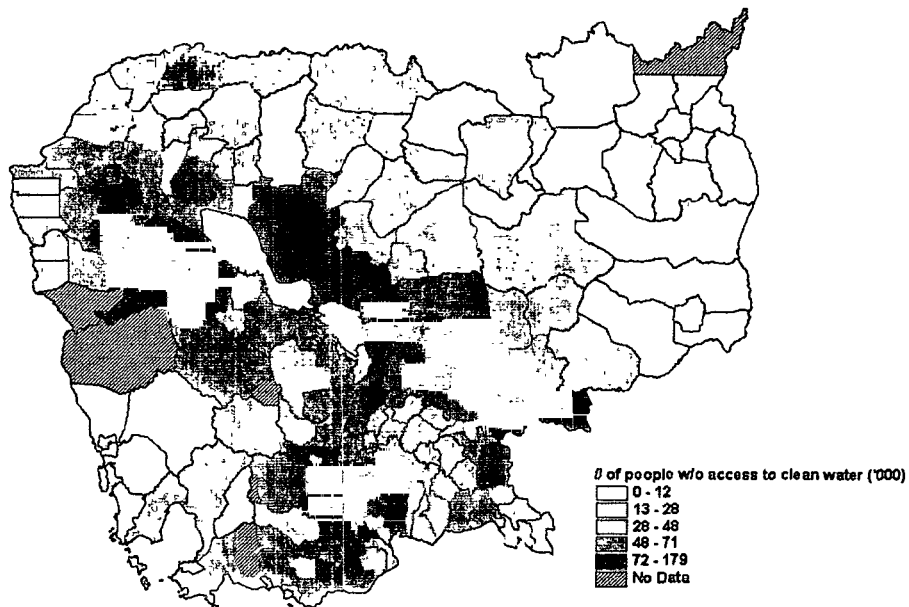 # of people w/o access to clean water ('000)
0 - 12
13 - 28
28 - 48
48 - 71
72 - 179
No Data